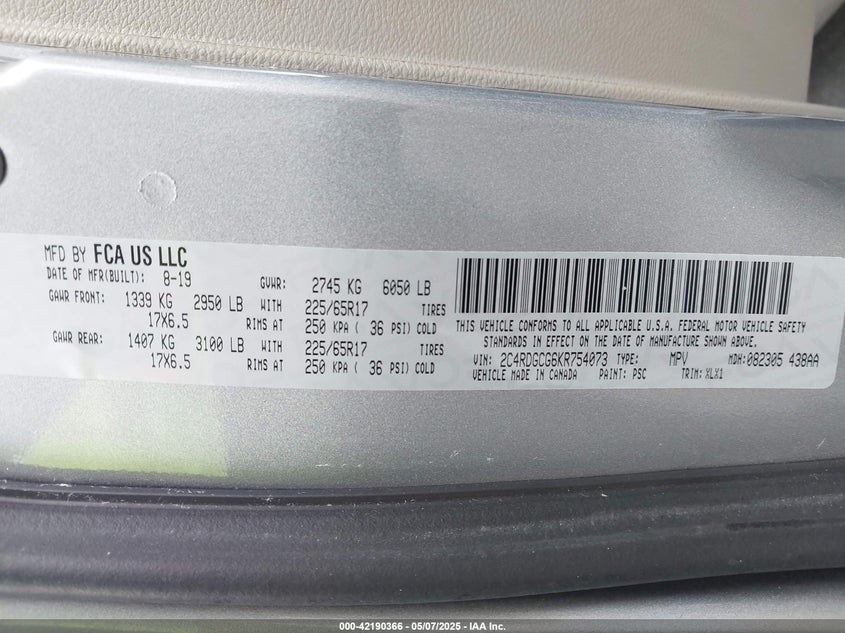 MFD BY FCA US LLC
DATE OF MFR(BUILT): 8-19 GVWR: 2745 KG 6050 LB
GAWR FRONT: 1339 KG 2950 LB WITH 225/65R17 TIRES
17X6.5 RIMS AT 250 KPA ( 36 PSI) COLD
GAWR REAR: 1407 KG 3100 LB WITH 225/65R17 TIRES
17X6.5 RIMS AT 250 KPA ( 36 PSI) COLD
THIS VEHICLE CONFORMS TO ALL APPLICABLE U.S.A. FEDERAL MOTOR VEHICLE SAFETY
STANDARDS IN EFFECT ON THE DATE OF MANUFACTURE SHOWN ABOVE.
VIN: 2C4RDGCG6KR754073 TYPE: MPV MDH: 082305 438AA
VEHICLE MADE IN CANADA PAINT: PSC TRIM: XLX1
000-42190366 - 05/07/2025 - IAA Inc.